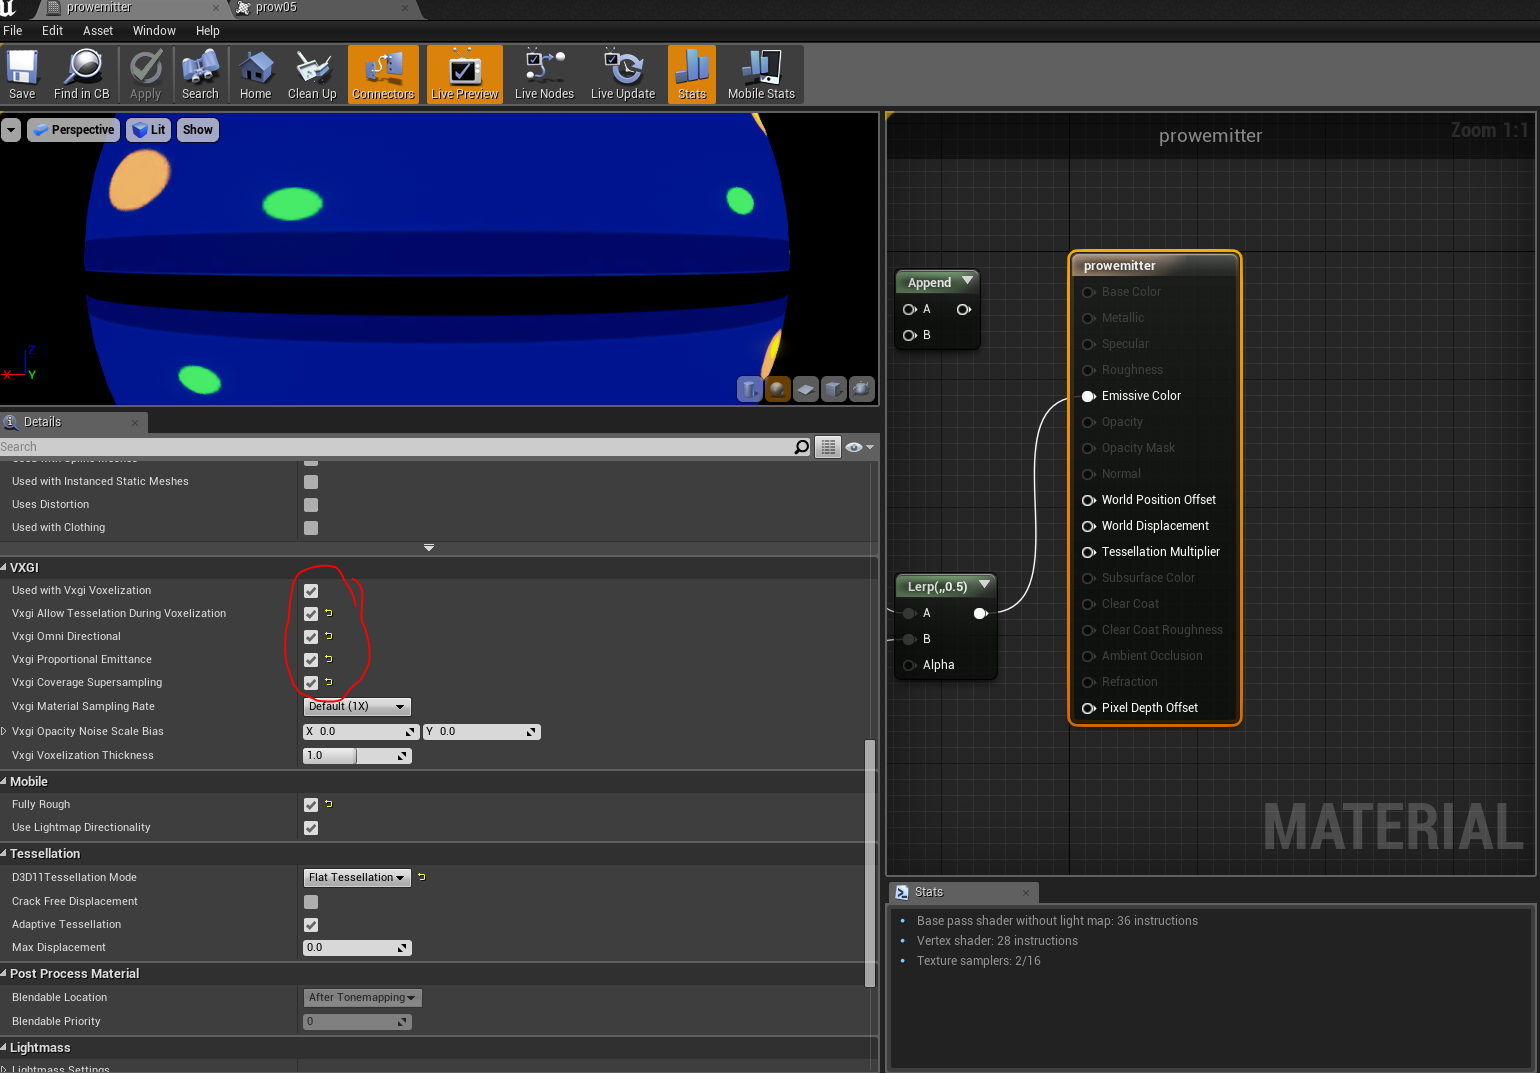 prowemitter
prow05
File Edit Asset Window Help
Save Find in CB Apply Search Home Clean Up Connectors Live Preview Live Nodes Live Update Stats Mobile Stats
Perspective Lit Show
Z
X Y
prowemitter
Zoom 1:1
Append
A
B
Lerp(,,0.5)
A
B
Alpha
prowemitter
Base Color
Metallic
Specular
Roughness
Emissive Color
Opacity
Opacity Mask
Normal
World Position Offset
World Displacement
Tessellation Multiplier
Subsurface Color
Clear Coat
Clear Coat Roughness
Ambient Occlusion
Refraction
Pixel Depth Offset
MATERIAL
Details
Search
Used with Spline Meshes
Used with Instanced Static Meshes
Uses Distortion
Used with Clothing
VXGI
Used with Vxgi Voxelization
Vxgi Allow Tesselation During Voxelization
Vxgi Omni Directional
Vxgi Proportional Emittance
Vxgi Coverage Supersampling
Vxgi Material Sampling Rate Default (1X)
Vxgi Opacity Noise Scale Bias X 0.0 Y 0.0
Vxgi Voxelization Thickness 1.0
Mobile
Fully Rough
Use Lightmap Directionality
Tessellation
D3D11Tessellation Mode Flat Tessellation
Crack Free Displacement
Adaptive Tessellation
Max Displacement 0.0
Post Process Material
Blendable Location After Tonemapping
Blendable Priority 0
Lightmass
Lightmass Settings
Stats
Base pass shader without light map: 36 instructions
Vertex shader: 28 instructions
Texture samplers: 2/16